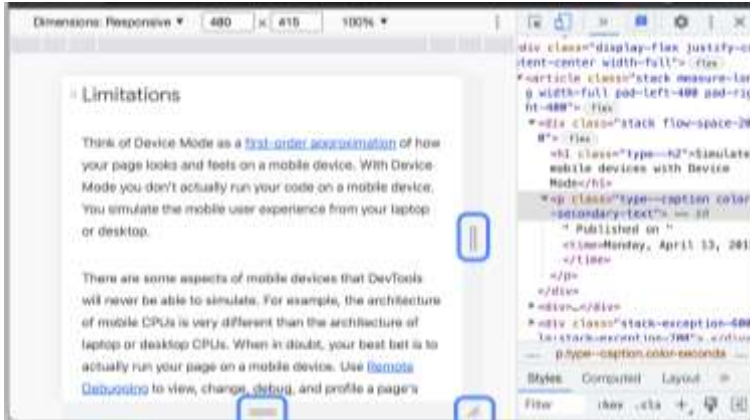 Dimensions: Responsive ▼ 480 × 415 100% ▼
Limitations
Think of Device Mode as a first-order approximation of how
your page looks and feels on a mobile device. With Device
Mode you don't actually run your code on a mobile device.
You simulate the mobile user experience from your laptop
or desktop.
There are some aspects of mobile devices that DevTools
will never be able to simulate. For example, the architecture
of mobile CPUs is very different than the architecture of
laptop or desktop CPUs. When in doubt, your best bet is to
actually run your page on a mobile device. Use Remote
Debugging to view, change, debug, and profile a page's
div class="display-flex justify-co
ntent-center width-full"> flex
▼<article class="stack measure-lon
g width-full pad-left-400 pad-rig
ht-400"> flex
▼<div class="stack flow-space-20
0"> flex
<h1 class="type--h2">Simulate
mobile devices with Device
Mode</h1>
▼<p class="type--caption color
-secondary-text"> == $0
" Published on "
<time>Monday, April 13, 201
</time>
</p>
</div>
▶<div>…</div>
▶<div class="stack-exception-600
lg:stack-exception-700"> </div>
… p.type--caption.color-seconda …
Styles Computed Layout »
Filter :hov .cls +